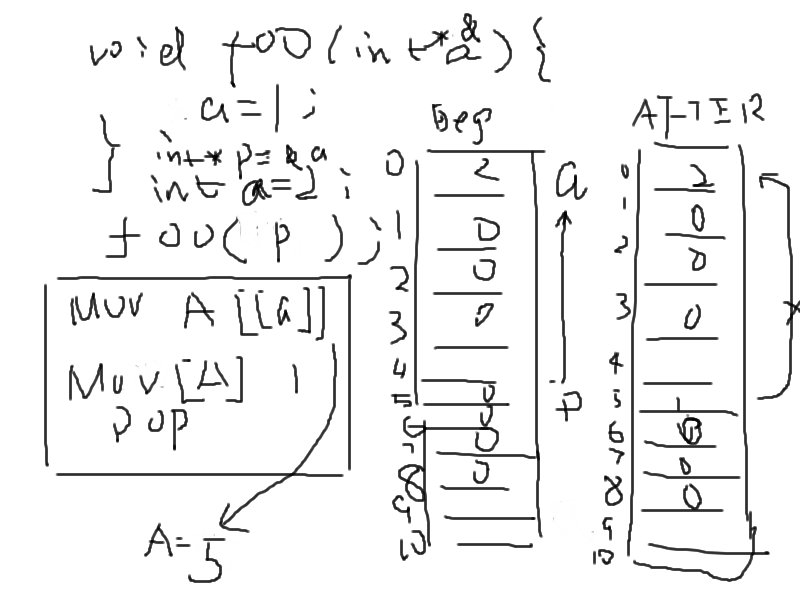 void foo(int*& a){
a=1;
}
int* p=&a
int a=2;
foo( p );
MOV A [[a]]
MOV [A] 1
POP
A=5
Beg
0 2
1 0
2 0
3 0
4
5 0
6 0
7 0
8 0
9
10
a
P
AFTER
0 2
1 0
2 0
3 0
4
5 1
6 0
7 0
8 0
9
10